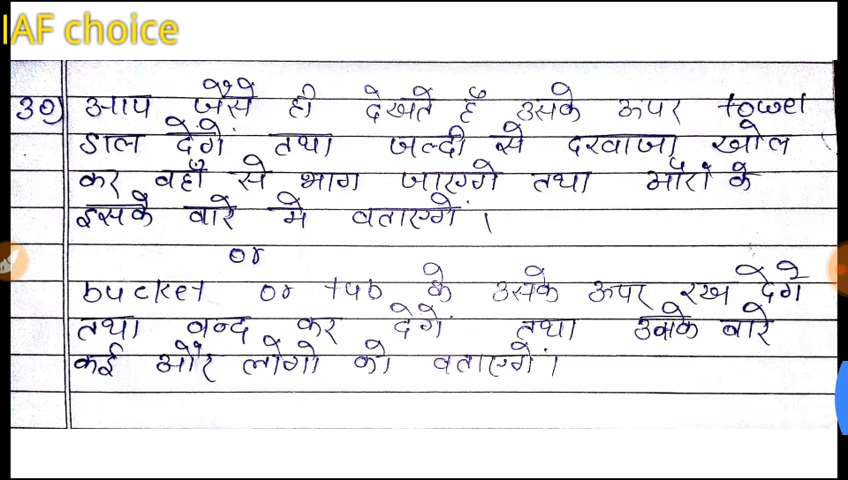 IAF choice
30) आप जैसे ही देखते हैं उसके ऊपर towel
डाल देगें तथा जल्दी से दरवाजा खोल
कर वहाँ से भाग जाएगे तथा औरों के
इसके बारे मे बताएगें।
or
bucket or tub के उसके ऊपर रख देगें
तथा बन्द कर देगें तथा उसके बारे
कई और लोगो को बताएगें।